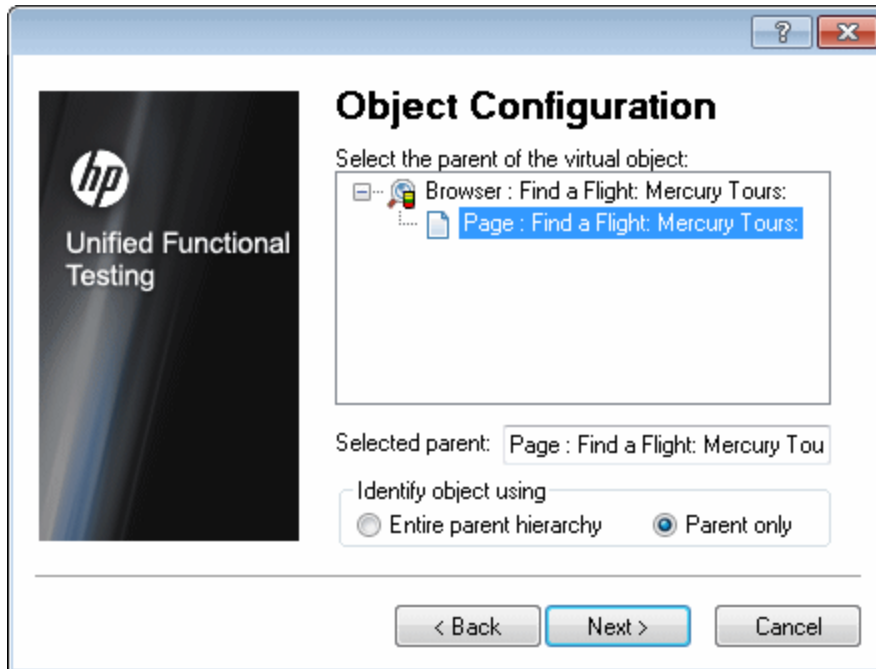 Object Configuration
hp
Unified Functional
Testing
Select the parent of the virtual object:
Browser : Find a Flight: Mercury Tours:
Page : Find a Flight: Mercury Tours:
Selected parent: Page : Find a Flight: Mercury Tou
Identify object using
Entire parent hierarchy Parent only
< Back Next > Cancel